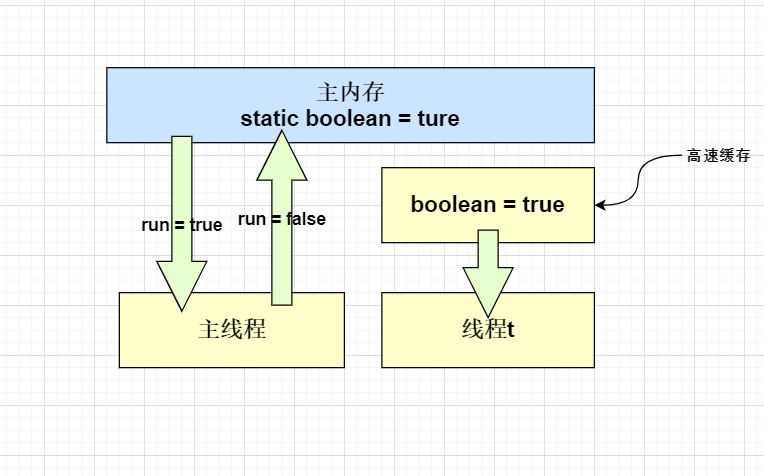 主内存
static boolean = ture
高速缓存
boolean = true
run = true
run = false
主线程
线程t